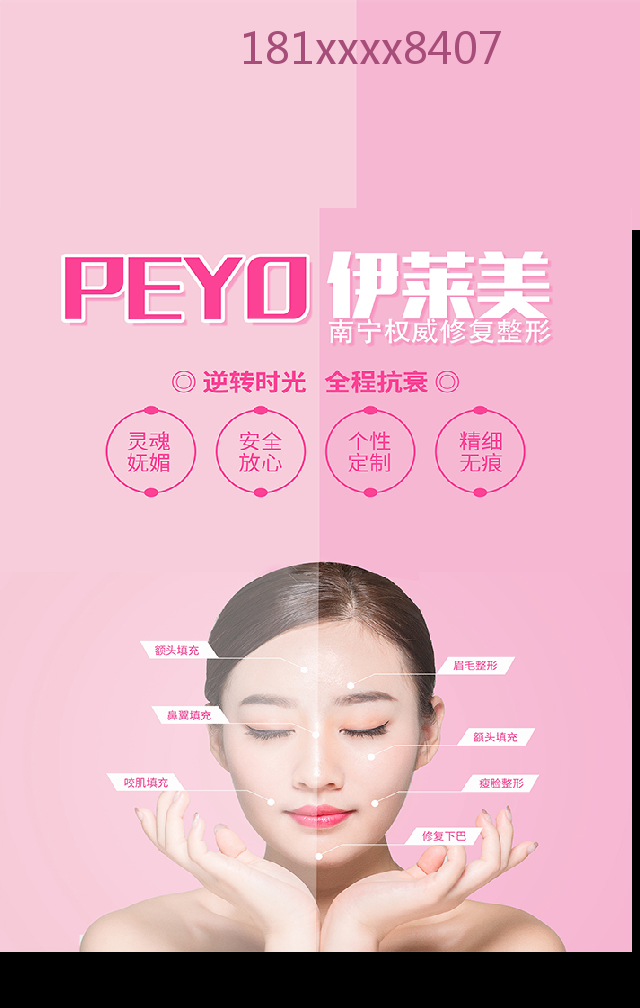 181xxxx8407
PEYO 伊莱美
南宁权威修复整形
◎ 逆转时光 全程抗衰 ◎
灵魂
妩媚
安全
放心
个性
定制
精细
无痕
额头填充
眉毛整形
鼻翼填充
额头填充
咬肌填充
瘦脸整形
修复下巴